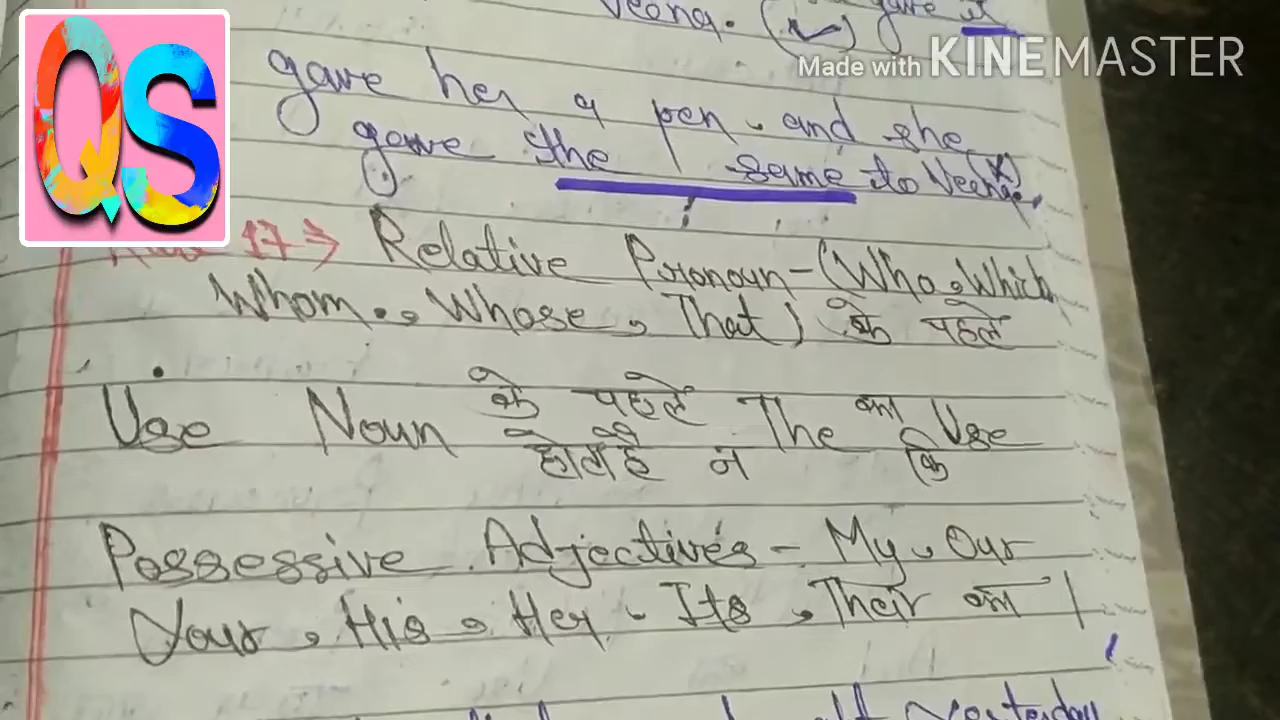 Veena. (✓) gave it
Made with KINEMASTER
QS
gave her a pen. and she
gave the same to Veena. (X)
Rule 17 → Relative Pronoun - (Who, Which
Whom., Whose, That) के पहले
Use Noun के पहले The का Use
होता है न कि
Possessive Adjectives - My, Our
Your, His, Her, Its, Their का |
yesterday